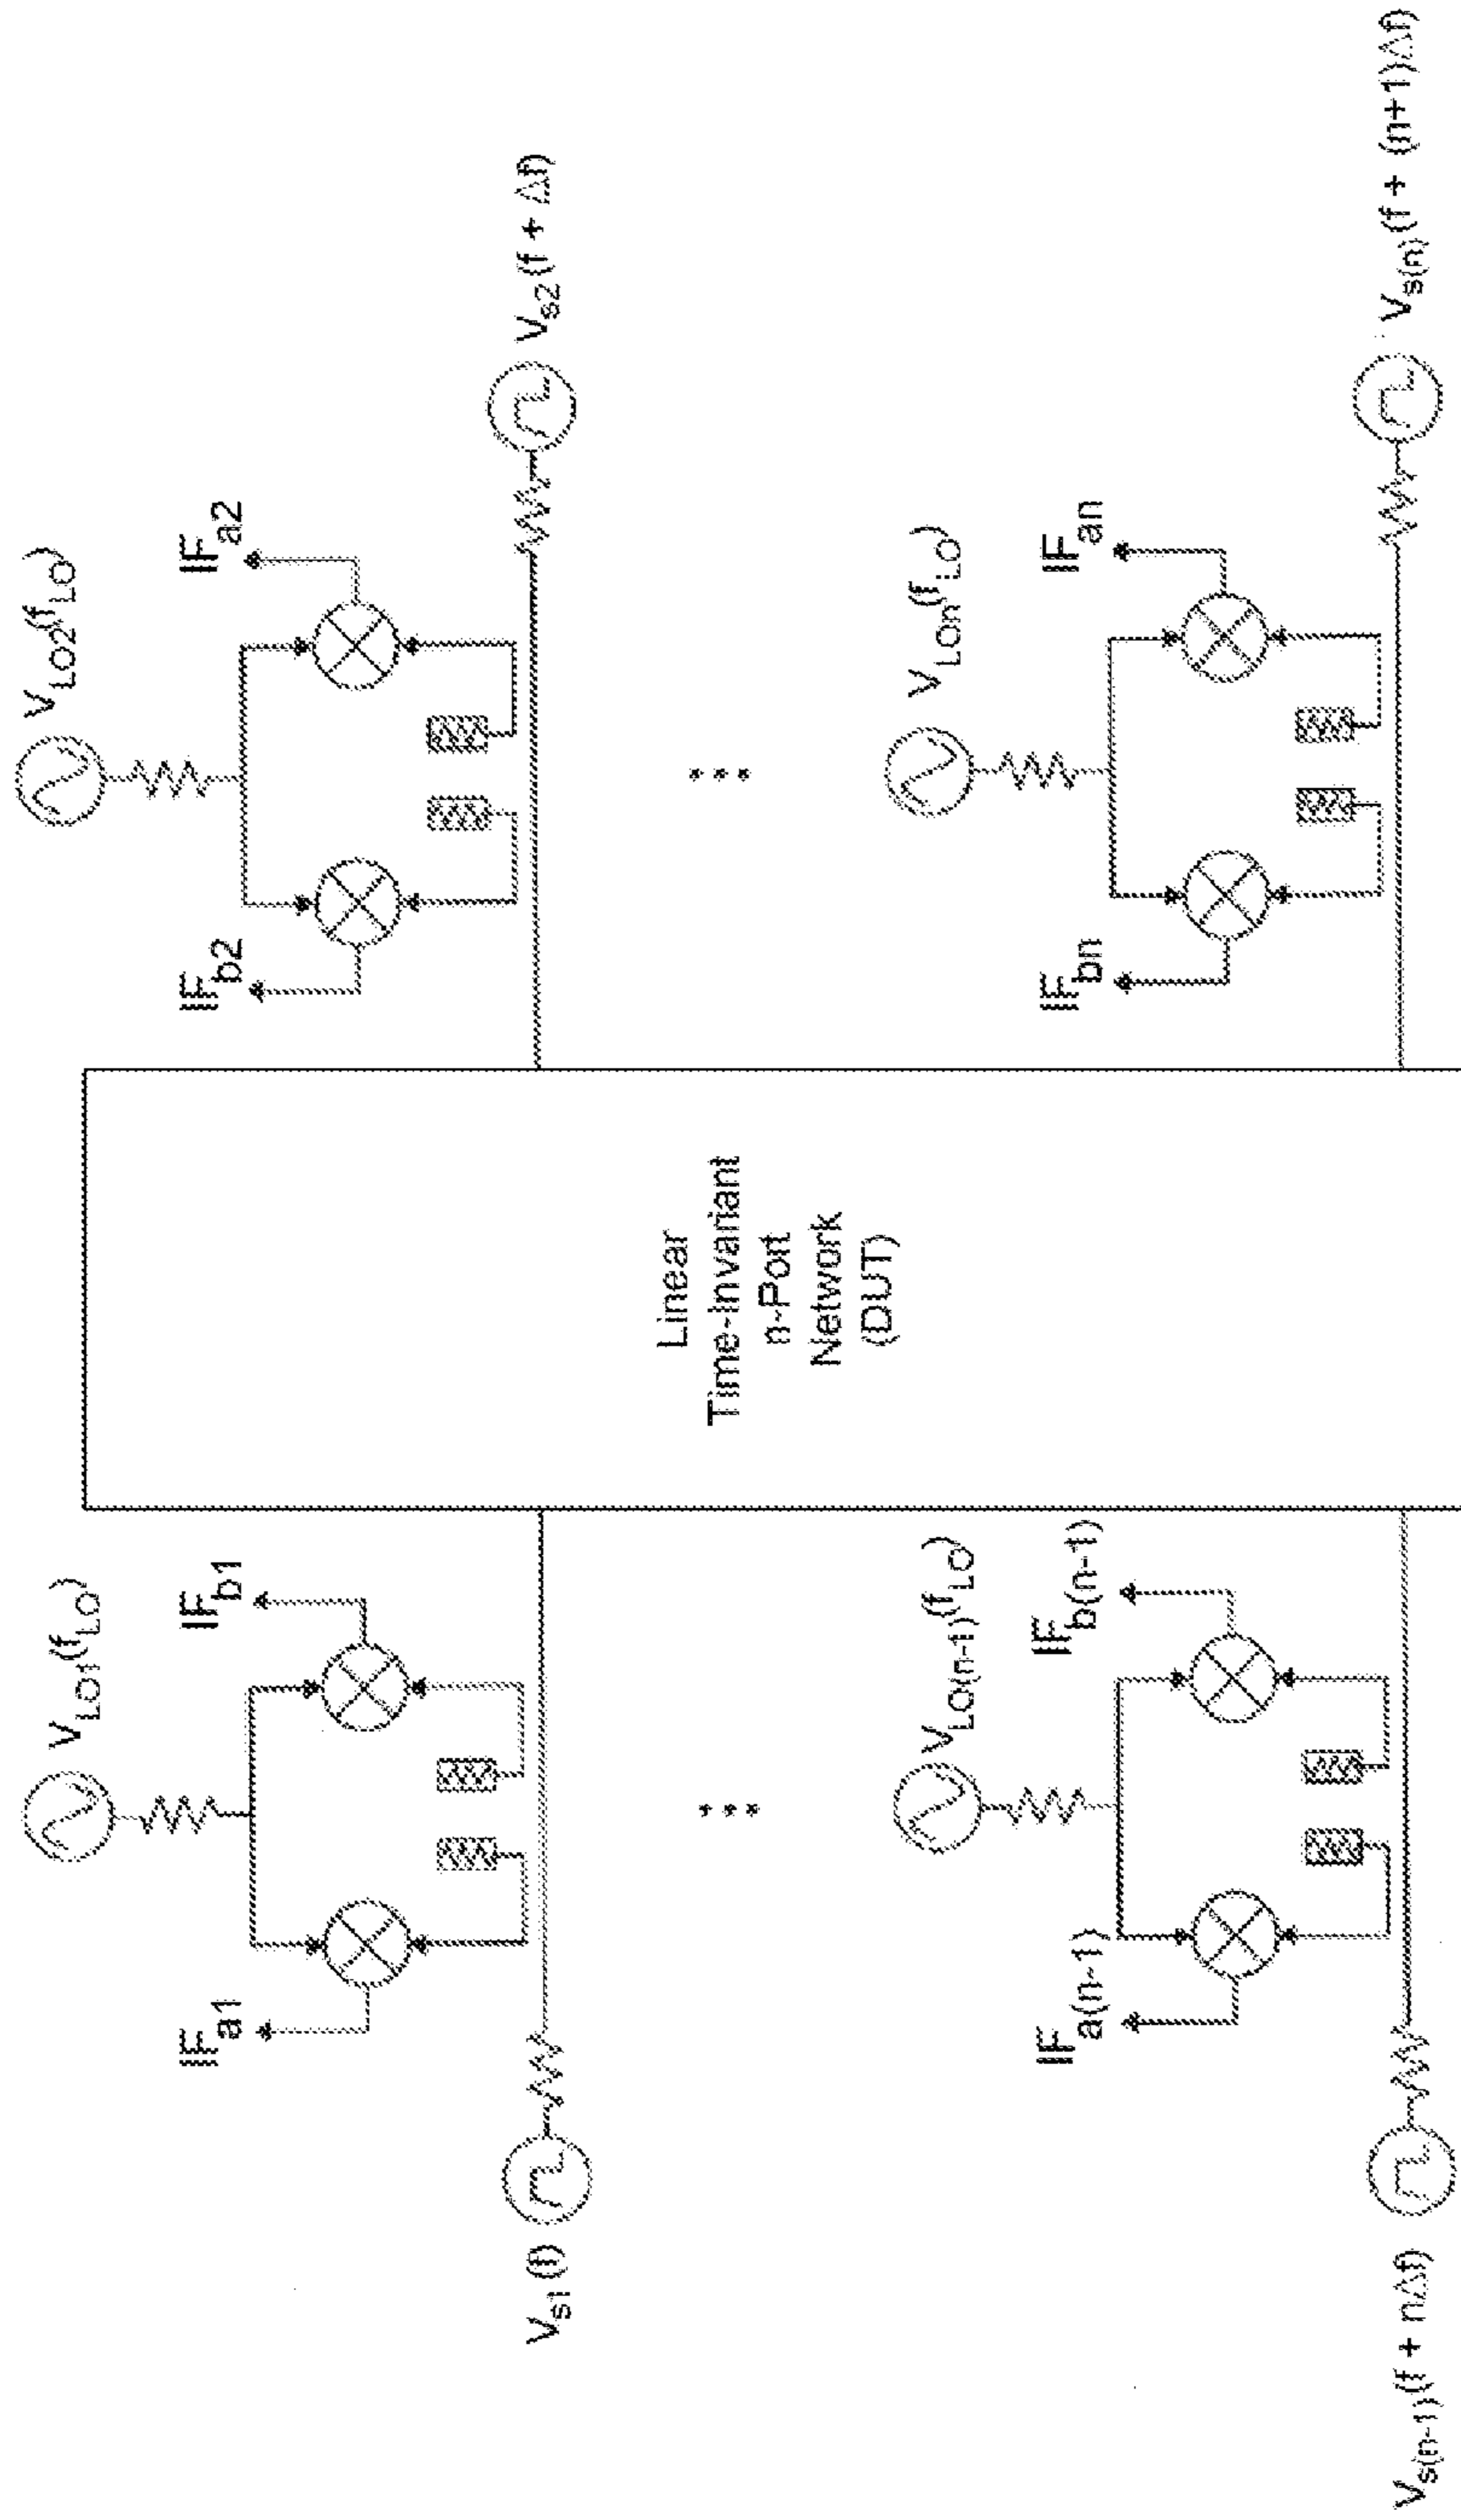 V_LO1(f_LO)
V_LO2(f_LO)
IF_a1
IF_b1
IF_b2
IF_a2
V_s1(f)
V_s2(f + Δf)
Linear
Time-Invariant
n-Port
Network
(DUT)
V_LO(n-1)(f_LO)
V_LOn(f_LO)
IF_a(n-1)
IF_b(n-1)
IF_bn
IF_an
V_s(n-1)(f + nΔf)
V_s(n)(f + (n+1)Δf)